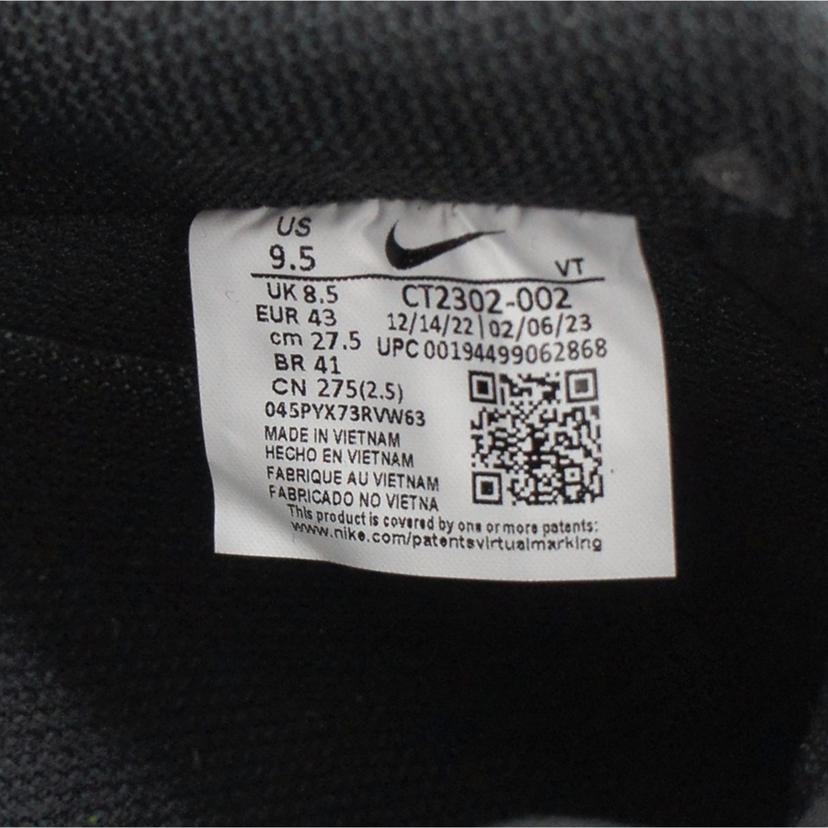 US
9.5
VT
UK 8.5
EUR 43
cm 27.5
BR 41
CN 275(2.5)
CT2302-002
12/14/22|02/06/23
UPC 00194499062868
045PYX73RVW63
MADE IN VIETNAM
HECHO EN VIETNAM
FABRIQUE AU VIETNAM
FABRICADO NO VIETNA
This product is covered by one or more patents:
www.nike.com/patentsvirtualmarking